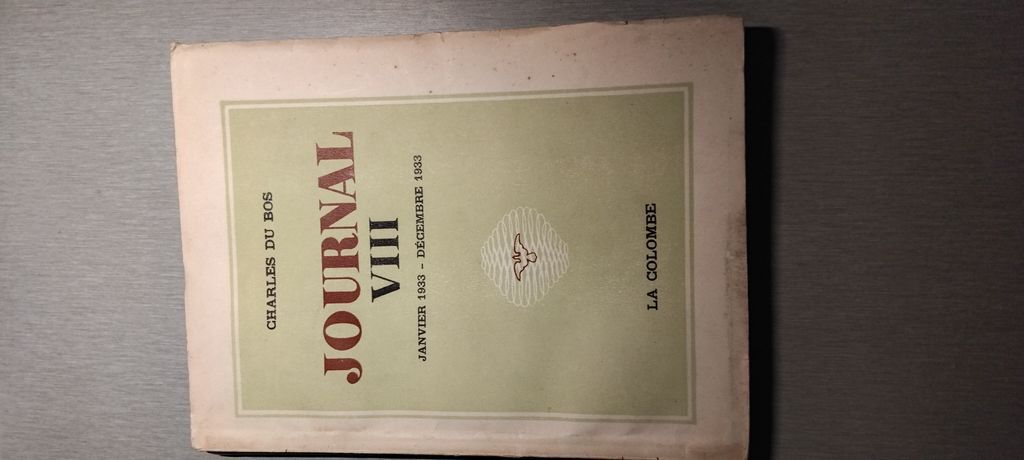 CHARLES DU BOS
JOURNAL
VIII
JANVIER 1933 – DÉCEMBRE 1933
LA COLOMBE